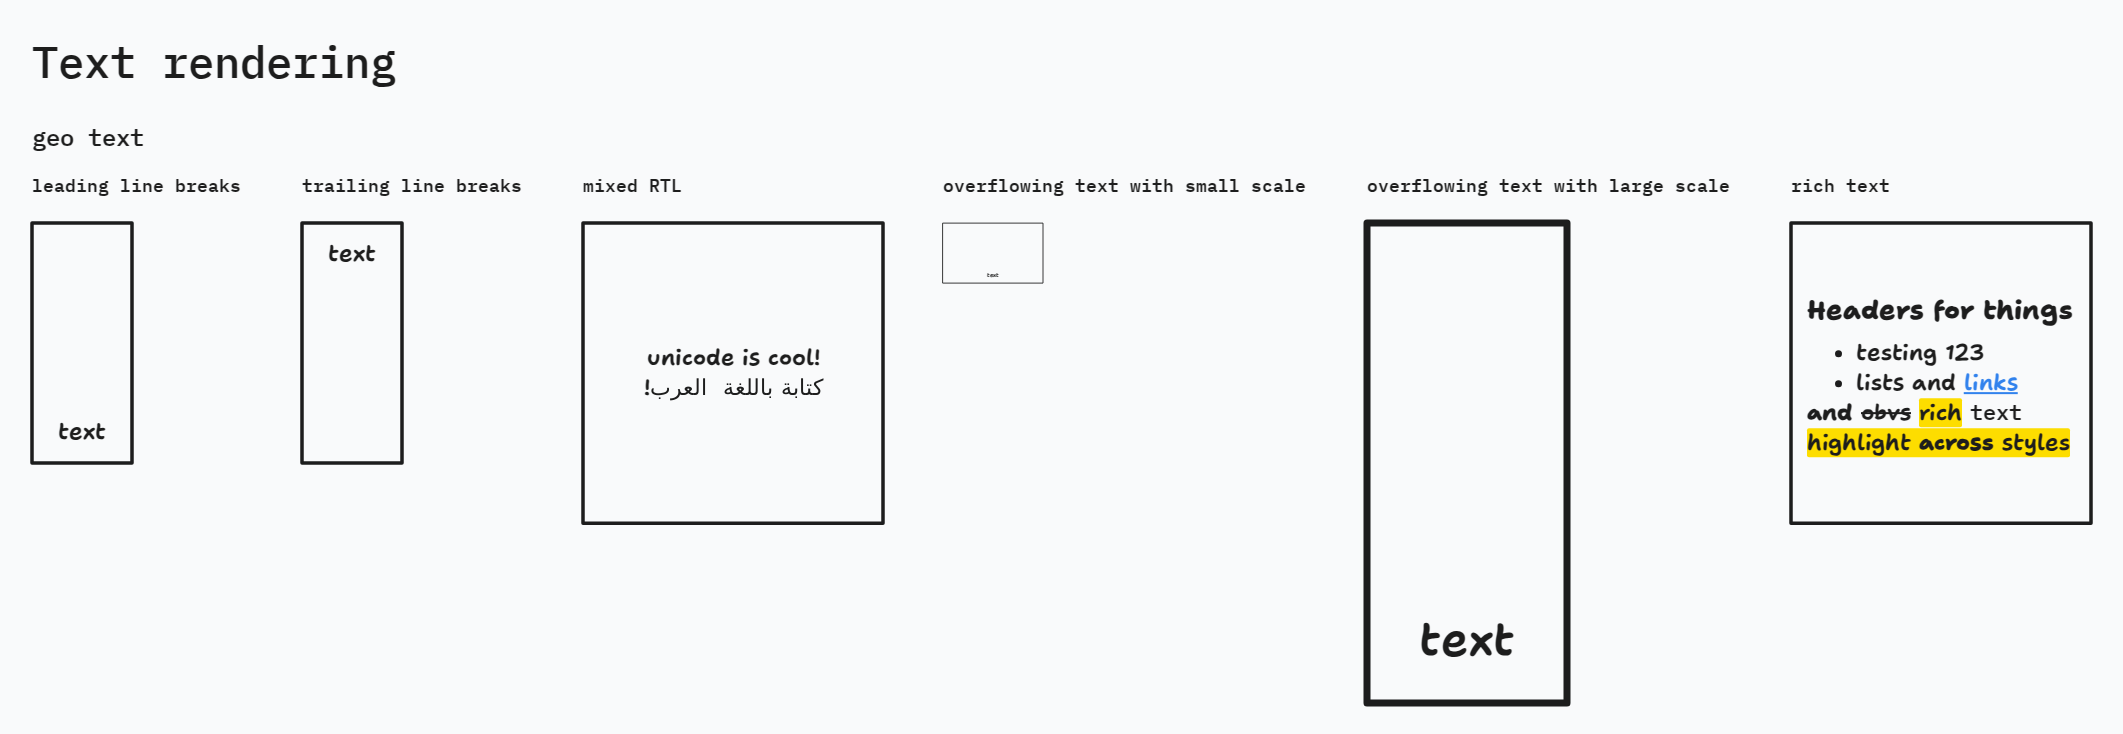 Text rendering
geo text
leading line breaks
text
trailing line breaks
text
mixed RTL
unicode is cool!
كتابة باللغة  العرب!
overflowing text with small scale
text
overflowing text with large scale
text
rich text
Headers for things
• testing 123
• lists and links
and obvs rich text
highlight across styles